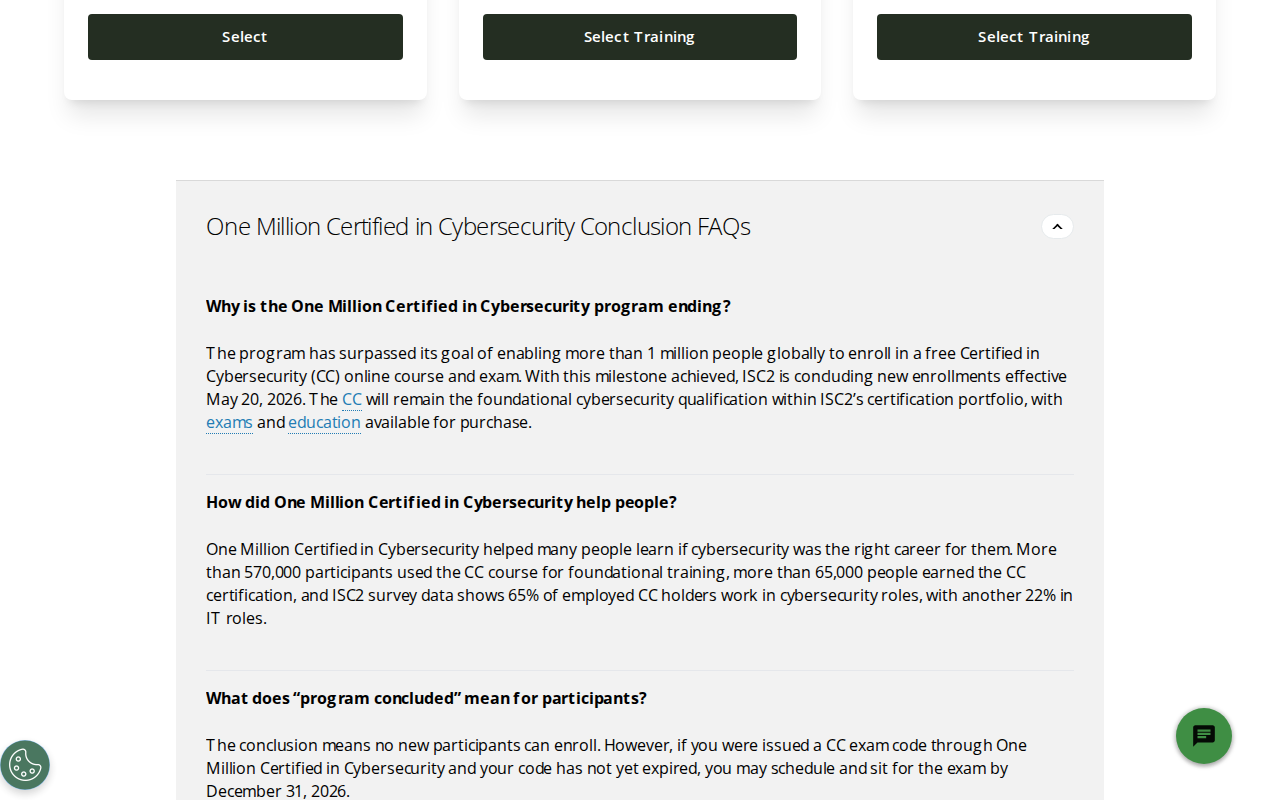 Select
Select Training
Select Training
One Million Certified in Cybersecurity Conclusion FAQs
Why is the One Million Certified in Cybersecurity program ending?
The program has surpassed its goal of enabling more than 1 million people globally to enroll in a free Certified in
Cybersecurity (CC) online course and exam. With this milestone achieved, ISC2 is concluding new enrollments effective
May 20, 2026. The CC will remain the foundational cybersecurity qualification within ISC2’s certification portfolio, with
exams and education available for purchase.
How did One Million Certified in Cybersecurity help people?
One Million Certified in Cybersecurity helped many people learn if cybersecurity was the right career for them. More
than 570,000 participants used the CC course for foundational training, more than 65,000 people earned the CC
certification, and ISC2 survey data shows 65% of employed CC holders work in cybersecurity roles, with another 22% in
IT roles.
What does “program concluded” mean for participants?
The conclusion means no new participants can enroll. However, if you were issued a CC exam code through One
Million Certified in Cybersecurity and your code has not yet expired, you may schedule and sit for the exam by
December 31, 2026.